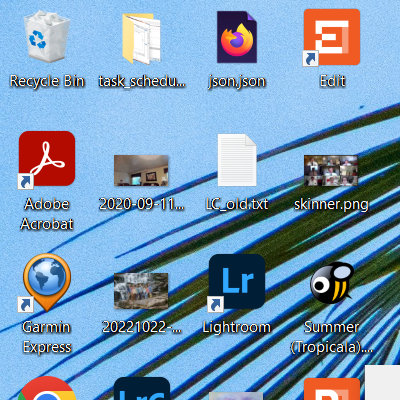 Recycle Bin
task_schedu...
json.json
Edit
Adobe
Acrobat
2020-09-11...
LC_old.txt
skinner.png
Garmin
Express
20221022-...
Lr
Lightroom
Summer
(Tropicala)....
LrC